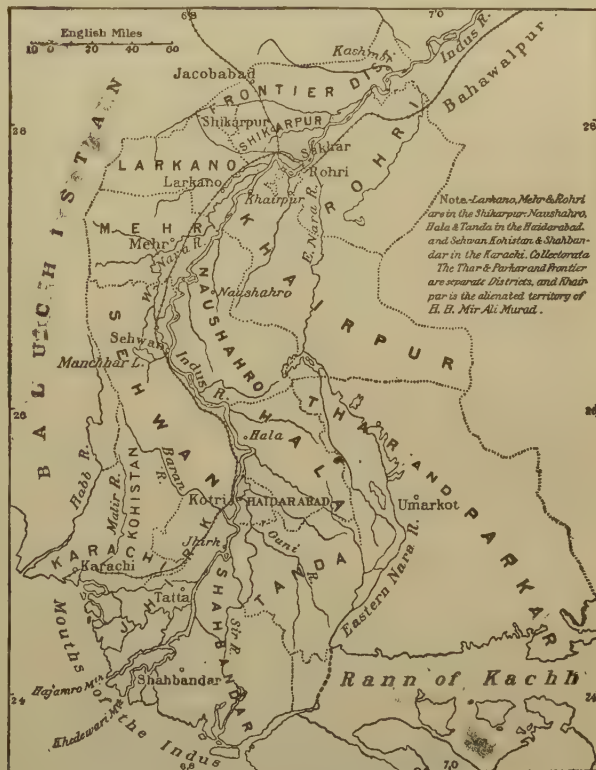 68
70
English Miles
10 0 20 40 60
Kashmor
Indus R.
Jacobabad
FRONTIER DIST
Bahawalpur
28
28
Shikarpur
SHIKARPUR
Sakhar
LARKANO
Rohri
ROHRI
Larkano
Khairpur
E. Nara R.
BALUCHISTAN
Note.-Larkano, Mehr & Rohri
are in the Shikarpur: Naushahro,
Hala & Tanda in the Haidarabad
and Sehwan Kohistan & Shahban-
dar in the Karachi. Collectorata
The Thar & Parkar and Frontier
are separate Districts, and Khair
par is the alienated territory of
H. H. Mir Ali Murad.
MEHR
Mehr
W. Nara R.
KHAIRPUR
NAUSHAHRO
Naushahro
Sehwan
SEHWAN
Manchhar L.
Indus R.
26
26
HALA
Hala
THAR AND PARKAR
Habb R.
Malir R.
KOHISTAN
Baran R.
Kotri
HAIDARABAD
Umarkot
Jhirk
JHIRK
Guni R.
KARACHI
Karachi
TANDA
Eastern Nara R.
Tatta
SHAHBANDAR
Sir R.
Mouths of the Indus
Shahbandar
Rann of Kachh
Hajamro Mth
24
24
Khedewari Mth
68
70